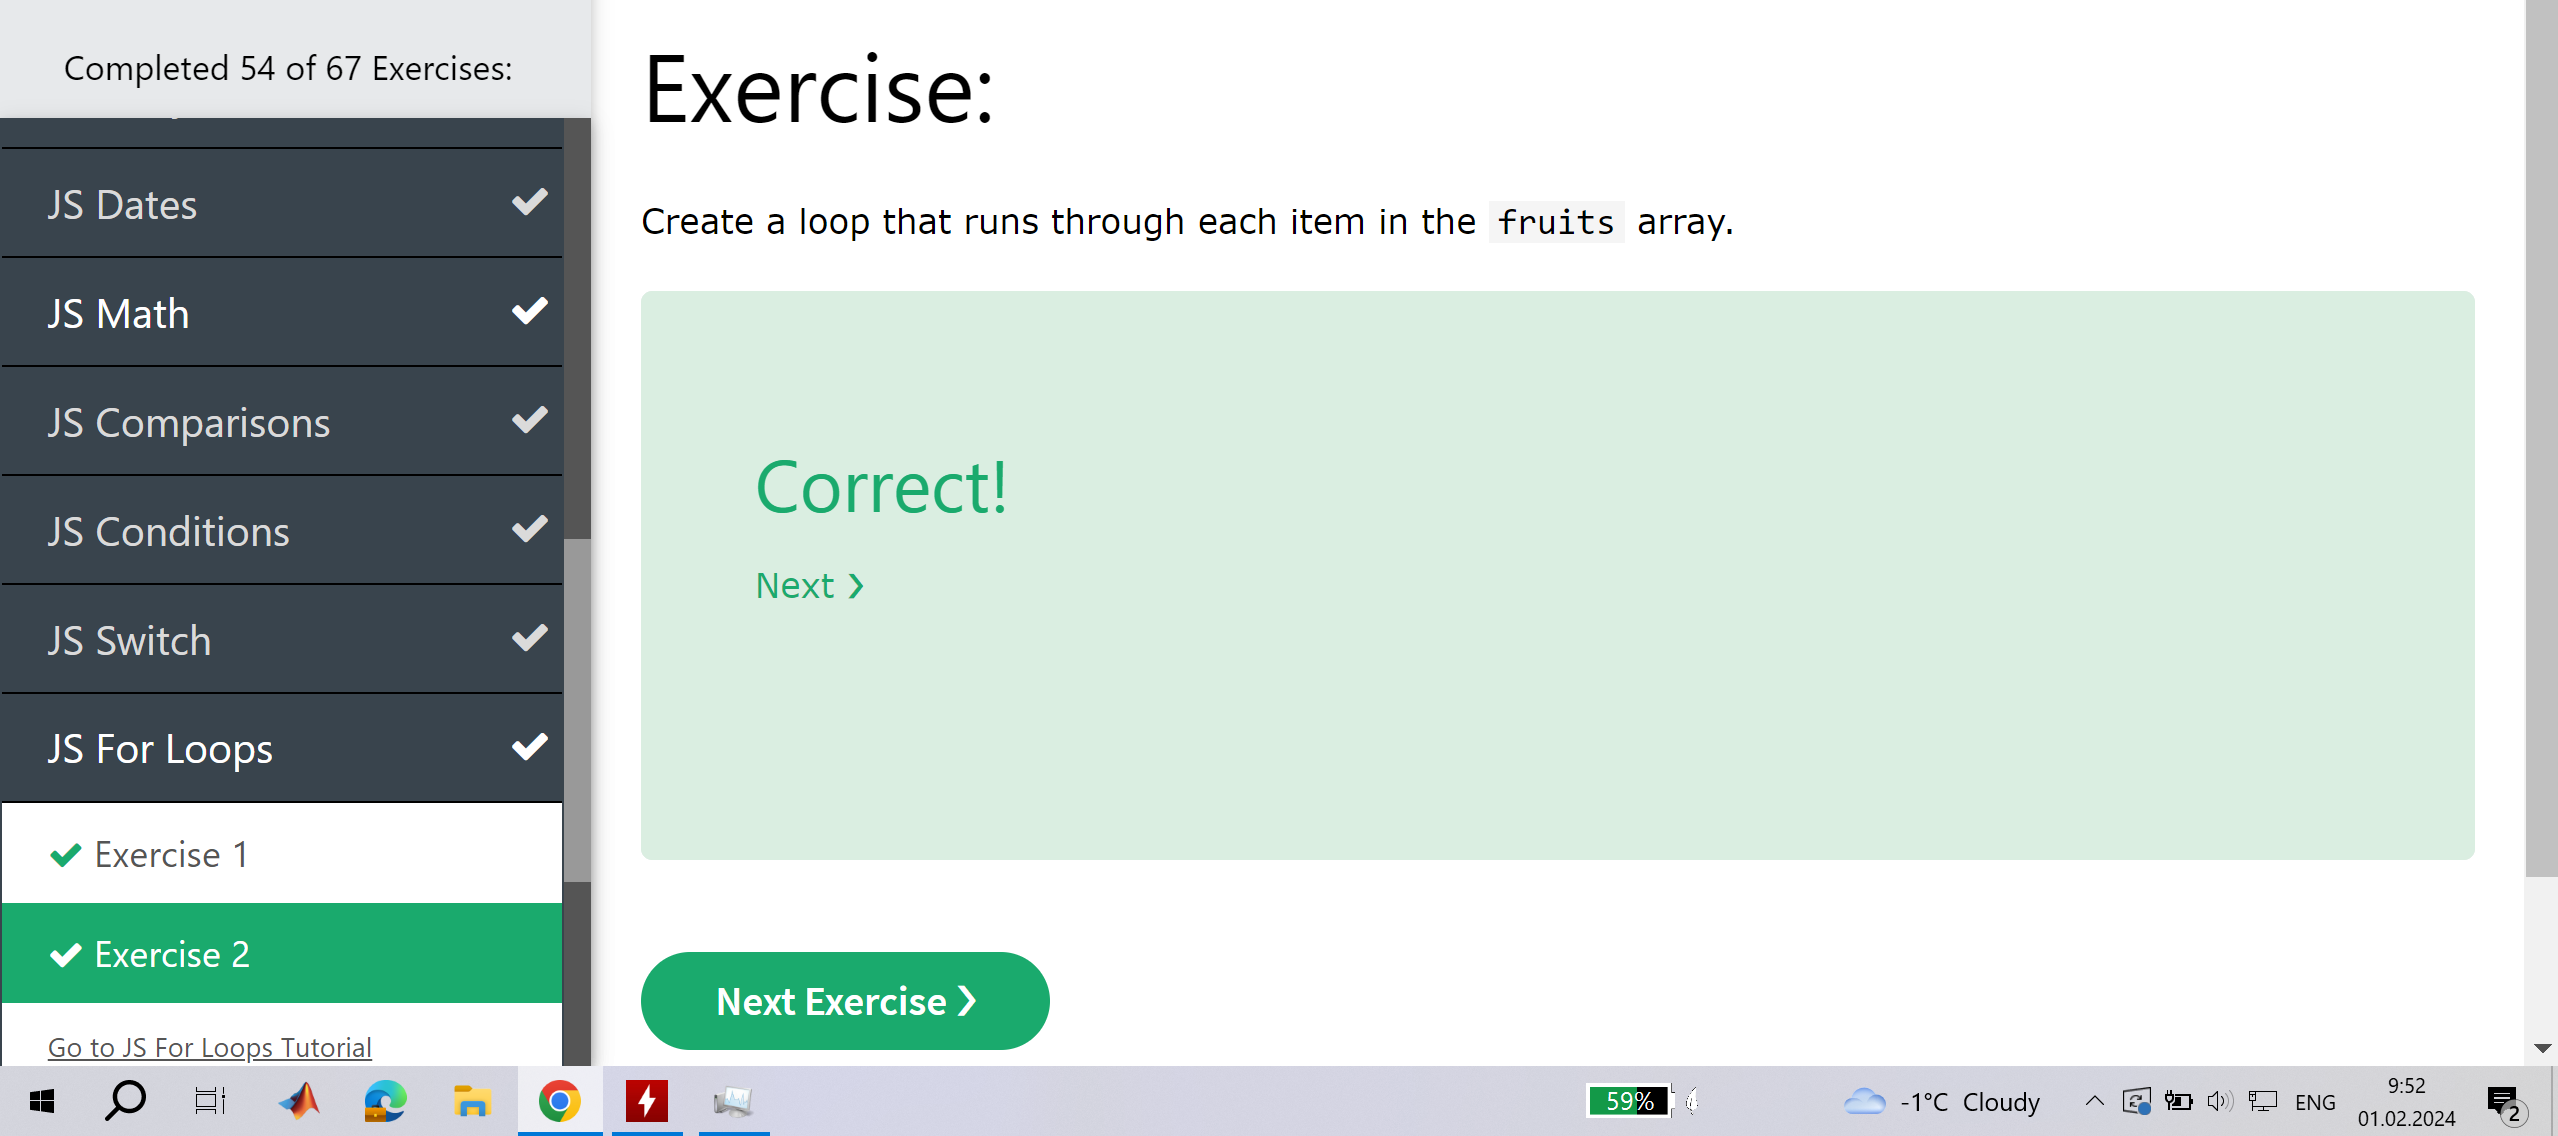 Completed 54 of 67 Exercises:
JS Dates
JS Math
JS Comparisons
JS Conditions
JS Switch
JS For Loops
Exercise 1
Exercise 2
Go to JS For Loops Tutorial
Exercise:
Create a loop that runs through each item in the fruits array.
Correct!
Next ❯
Next Exercise ❯
59%
-1°C Cloudy
ENG
9:52
01.02.2024
2